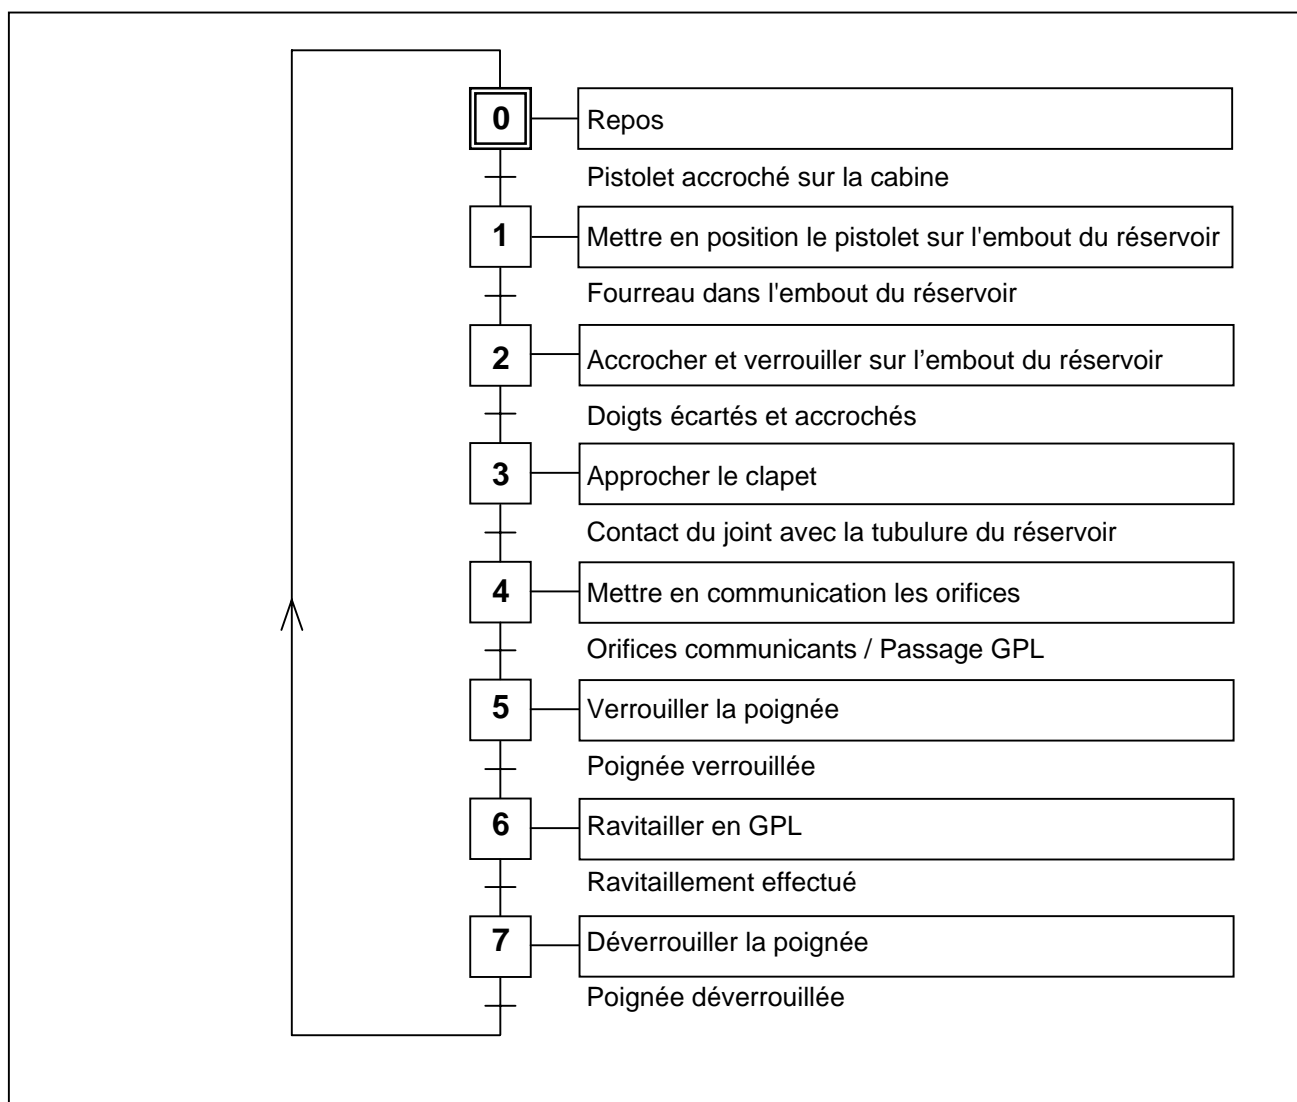 0
Repos
Pistolet accroché sur la cabine
1
Mettre en position le pistolet sur l'embout du réservoir
Fourreau dans l'embout du réservoir
2
Accrocher et verrouiller sur l’embout du réservoir
Doigts écartés et accrochés
3
Approcher le clapet
Contact du joint avec la tubulure du réservoir
4
Mettre en communication les orifices
Orifices communicants / Passage GPL
5
Verrouiller la poignée
Poignée verrouillée
6
Ravitailler en GPL
Ravitaillement effectué
7
Déverrouiller la poignée
Poignée déverrouillée